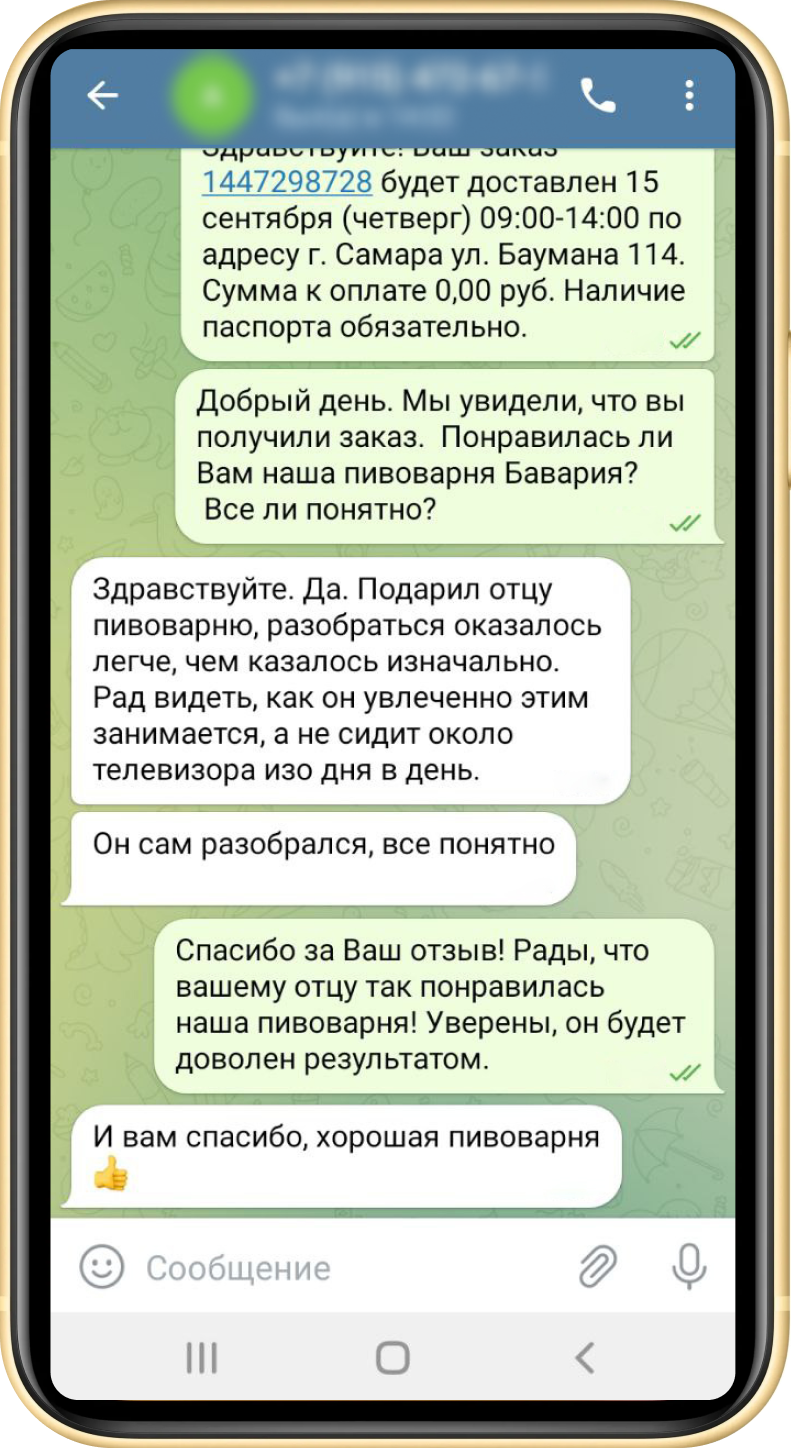 Здравствуйте! Ваш заказ
1447298728 будет доставлен 15
сентября (четверг) 09:00-14:00 по
адресу г. Самара ул. Баумана 114.
Сумма к оплате 0,00 руб. Наличие
паспорта обязательно.
Добрый день. Мы увидели, что вы
получили заказ.  Понравилась ли
Вам наша пивоварня Бавария?
Все ли понятно?
Здравствуйте. Да. Подарил отцу
пивоварню, разобраться оказалось
легче, чем казалось изначально.
Рад видеть, как он увлеченно этим
занимается, а не сидит около
телевизора изо дня в день.
Он сам разобрался, все понятно
Спасибо за Ваш отзыв! Рады, что
вашему отцу так понравилась
наша пивоварня! Уверены, он будет
доволен результатом.
И вам спасибо, хорошая пивоварня
👍
Сообщение